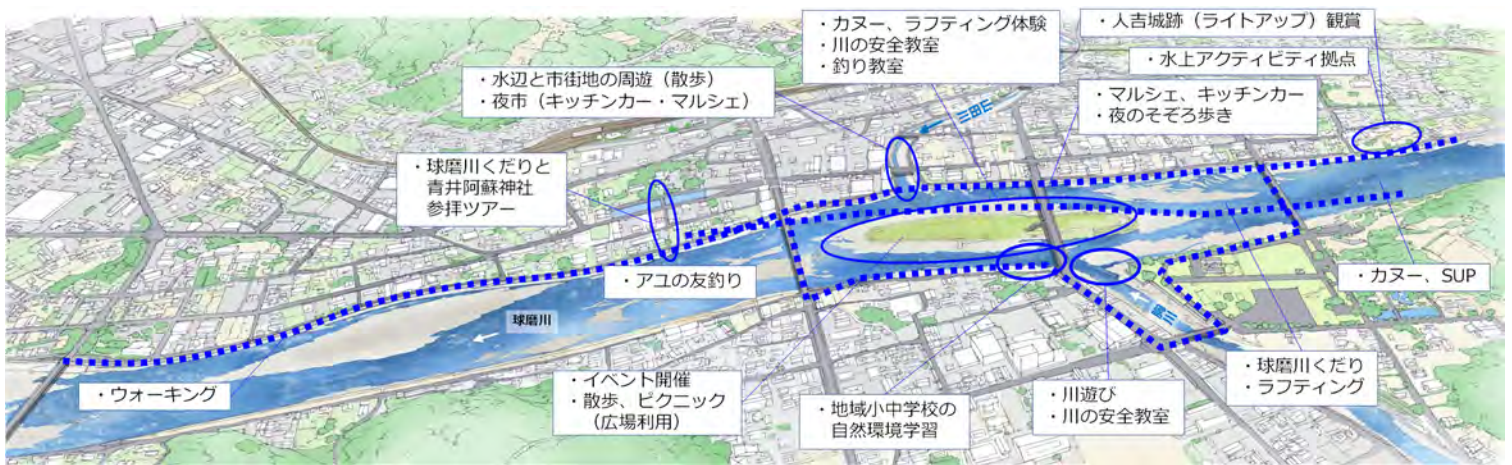 ・カヌー、ラフティング体験
・川の安全教室
・釣り教室
・人吉城跡（ライトアップ）観賞
・水上アクティビティ拠点
・水辺と市街地の周遊（散歩）
・夜市（キッチンカー・マルシェ）
・マルシェ、キッチンカー
・夜のそぞろ歩き
山田川
・球磨川くだりと
青井阿蘇神社
参拝ツアー
・アユの友釣り
・カヌー、SUP
球磨川
胸川
・ウォーキング
・イベント開催
・散歩、ピクニック
（広場利用）
・地域小中学校の
自然環境学習
・川遊び
・川の安全教室
・球磨川くだり
・ラフティング